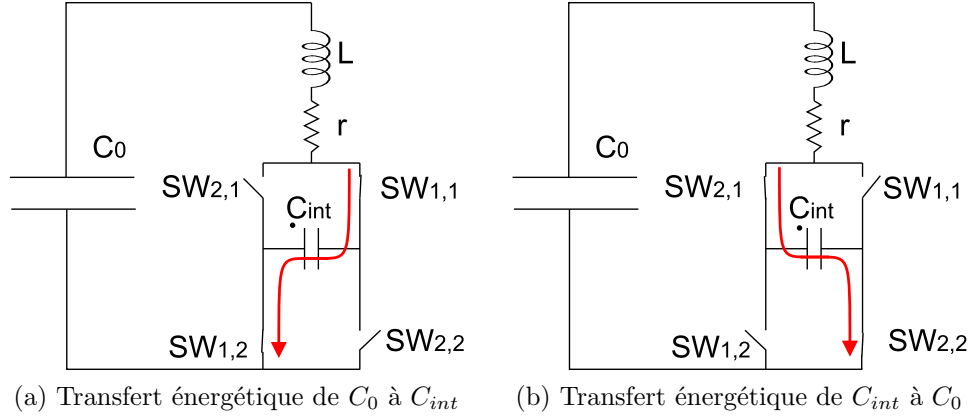 L
r
C0
SW2,1
SW1,1
Cint
SW1,2
SW2,2
(a) Transfert énergétique de C0 à Cint
L
r
C0
SW2,1
SW1,1
Cint
SW1,2
SW2,2
(b) Transfert énergétique de Cint à C0